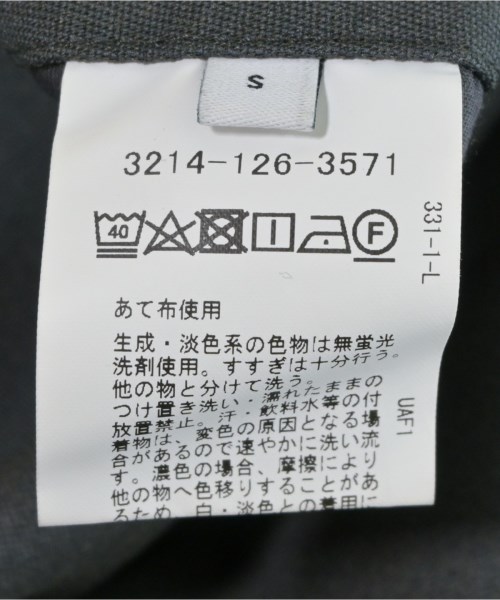 S
3214-126-3571
40 F
331-1-L
あて布使用
生成・淡色系の色物は無蛍光
洗剤使用。すすぎは十分行う。
他の物と分けて洗う。
つけ置き洗い・濡れたままの
放置禁止。汗・飲料水等の付
着物は、変色の原因となる場
合があるので速やかに洗い流
す。濃色の場合、摩擦により
他の物へ色移りすることがあ
るため、白・淡色との着用に
UAF1